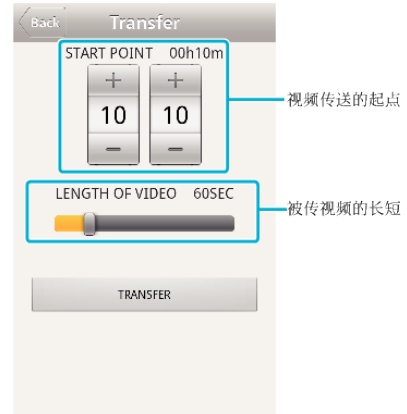 Back Transfer
START POINT 00h10m
+ +
10 10
− −
视频传送的起点
LENGTH OF VIDEO 60SEC
被传视频的长短
TRANSFER